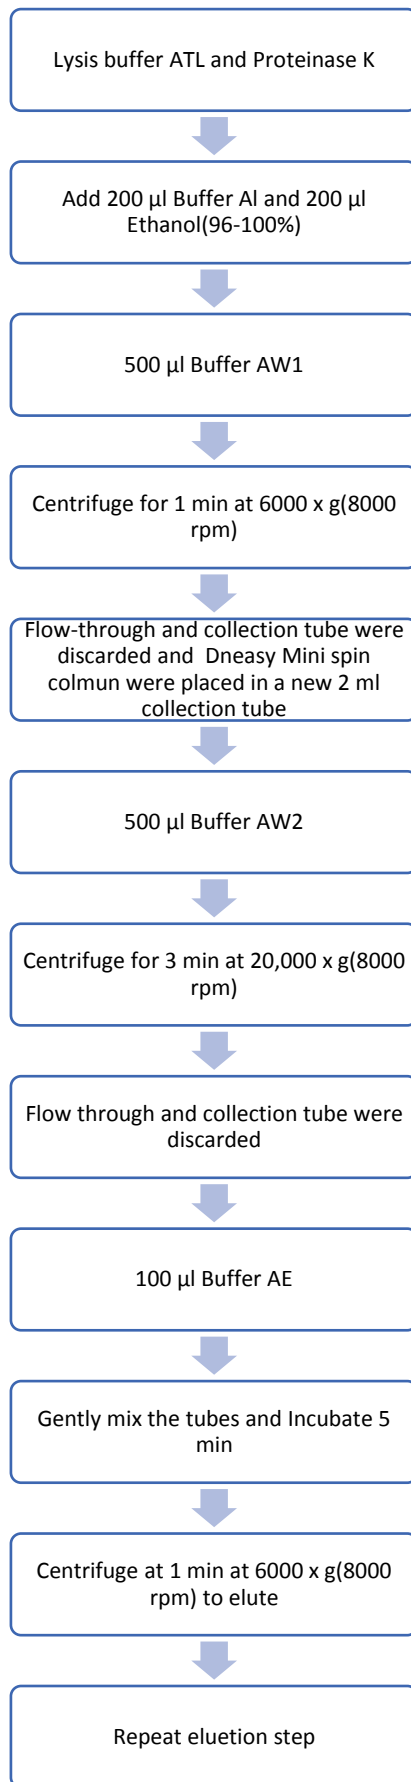 Lysis buffer ATL and Proteinase K
Add 200 µl Buffer Al and 200 µl
Ethanol(96-100%)
500 µl Buffer AW1
Centrifuge for 1 min at 6000 x g(8000
rpm)
Flow-through and collection tube were
discarded and  Dneasy Mini spin
colmun were placed in a new 2 ml
collection tube
500 µl Buffer AW2
Centrifuge for 3 min at 20,000 x g(8000
rpm)
Flow through and collection tube were
discarded
100 µl Buffer AE
Gently mix the tubes and Incubate 5
min
Centrifuge at 1 min at 6000 x g(8000
rpm) to elute
Repeat eluetion step